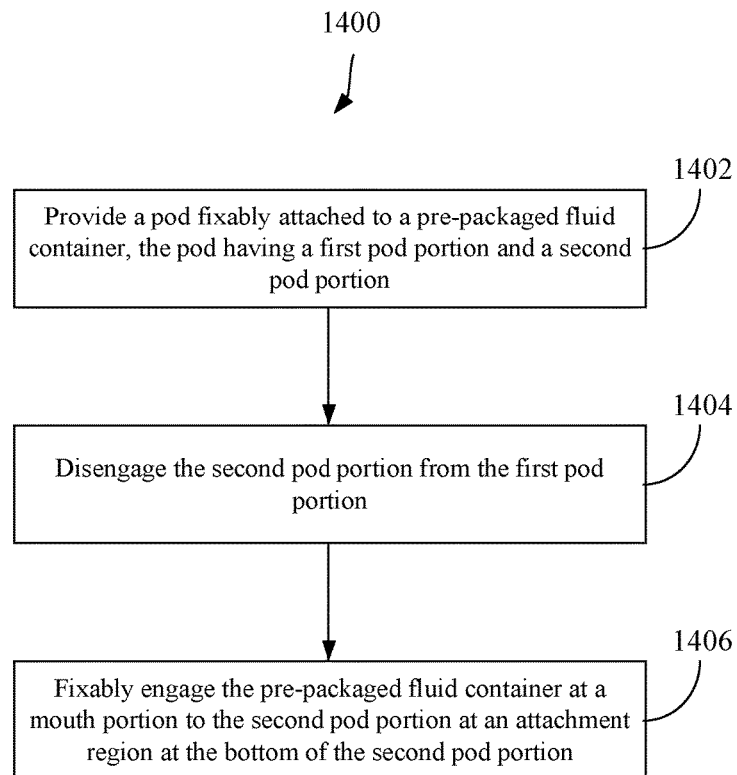 1400
1402
Provide a pod fixably attached to a pre-packaged fluid
container, the pod having a first pod portion and a second
pod portion
1404
Disengage the second pod portion from the first pod
portion
1406
Fixably engage the pre-packaged fluid container at a
mouth portion to the second pod portion at an attachment
region at the bottom of the second pod portion